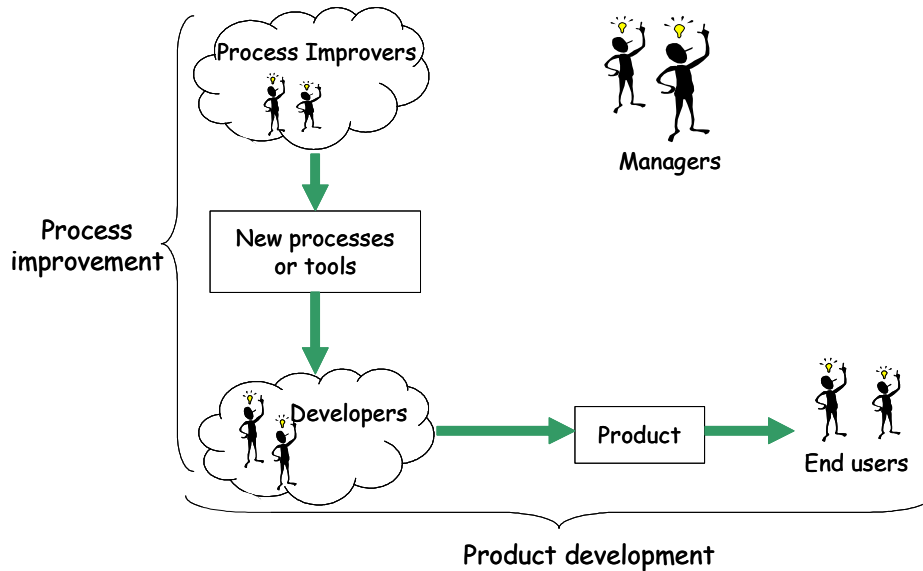 Process Improvers
Managers
Process
improvement
New processes
or tools
Developers
Product
End users
Product development